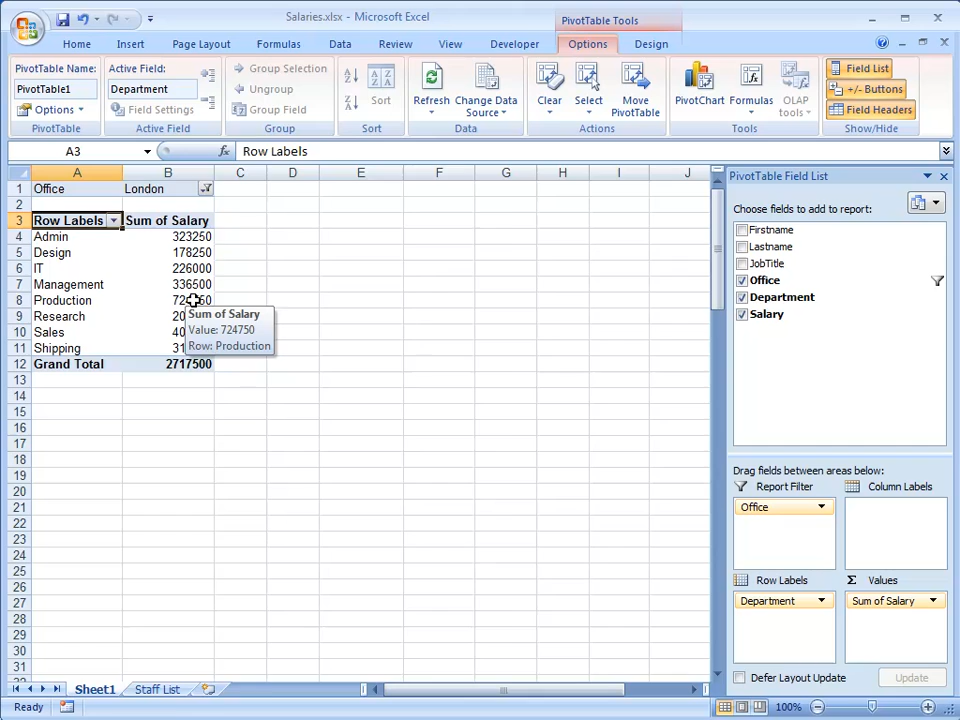 Salaries.xlsx - Microsoft Excel
PivotTable Tools
Home Insert Page Layout Formulas Data Review View Developer Options Design
PivotTable Name:
PivotTable1
Options
PivotTable
Active Field:
Department
Field Settings
Active Field
Group Selection
Ungroup
Group Field
Group
Sort
Sort
Refresh
Change Data Source
Data
Clear
Select
Move PivotTable
Actions
PivotChart
Formulas
OLAP tools
Tools
Field List
+/- Buttons
Field Headers
Show/Hide
A3 fx Row Labels
A B C D E F G H I J
1 Office London
2
3 Row Labels Sum of Salary
4 Admin 323250
5 Design 178250
6 IT 226000
7 Management 336500
8 Production
9 Research
10 Sales
11 Shipping
12 Grand Total 2717500
Sum of Salary
Value: 724750
Row: Production
13
14
15
16
17
18
19
20
21
22
23
24
25
26
27
28
29
30
31
PivotTable Field List
Choose fields to add to report:
Firstname
Lastname
JobTitle
Office
Department
Salary
Drag fields between areas below:
Report Filter
Column Labels
Office
Row Labels
Σ Values
Department
Sum of Salary
Defer Layout Update
Update
Sheet1 Staff List
Ready
100%